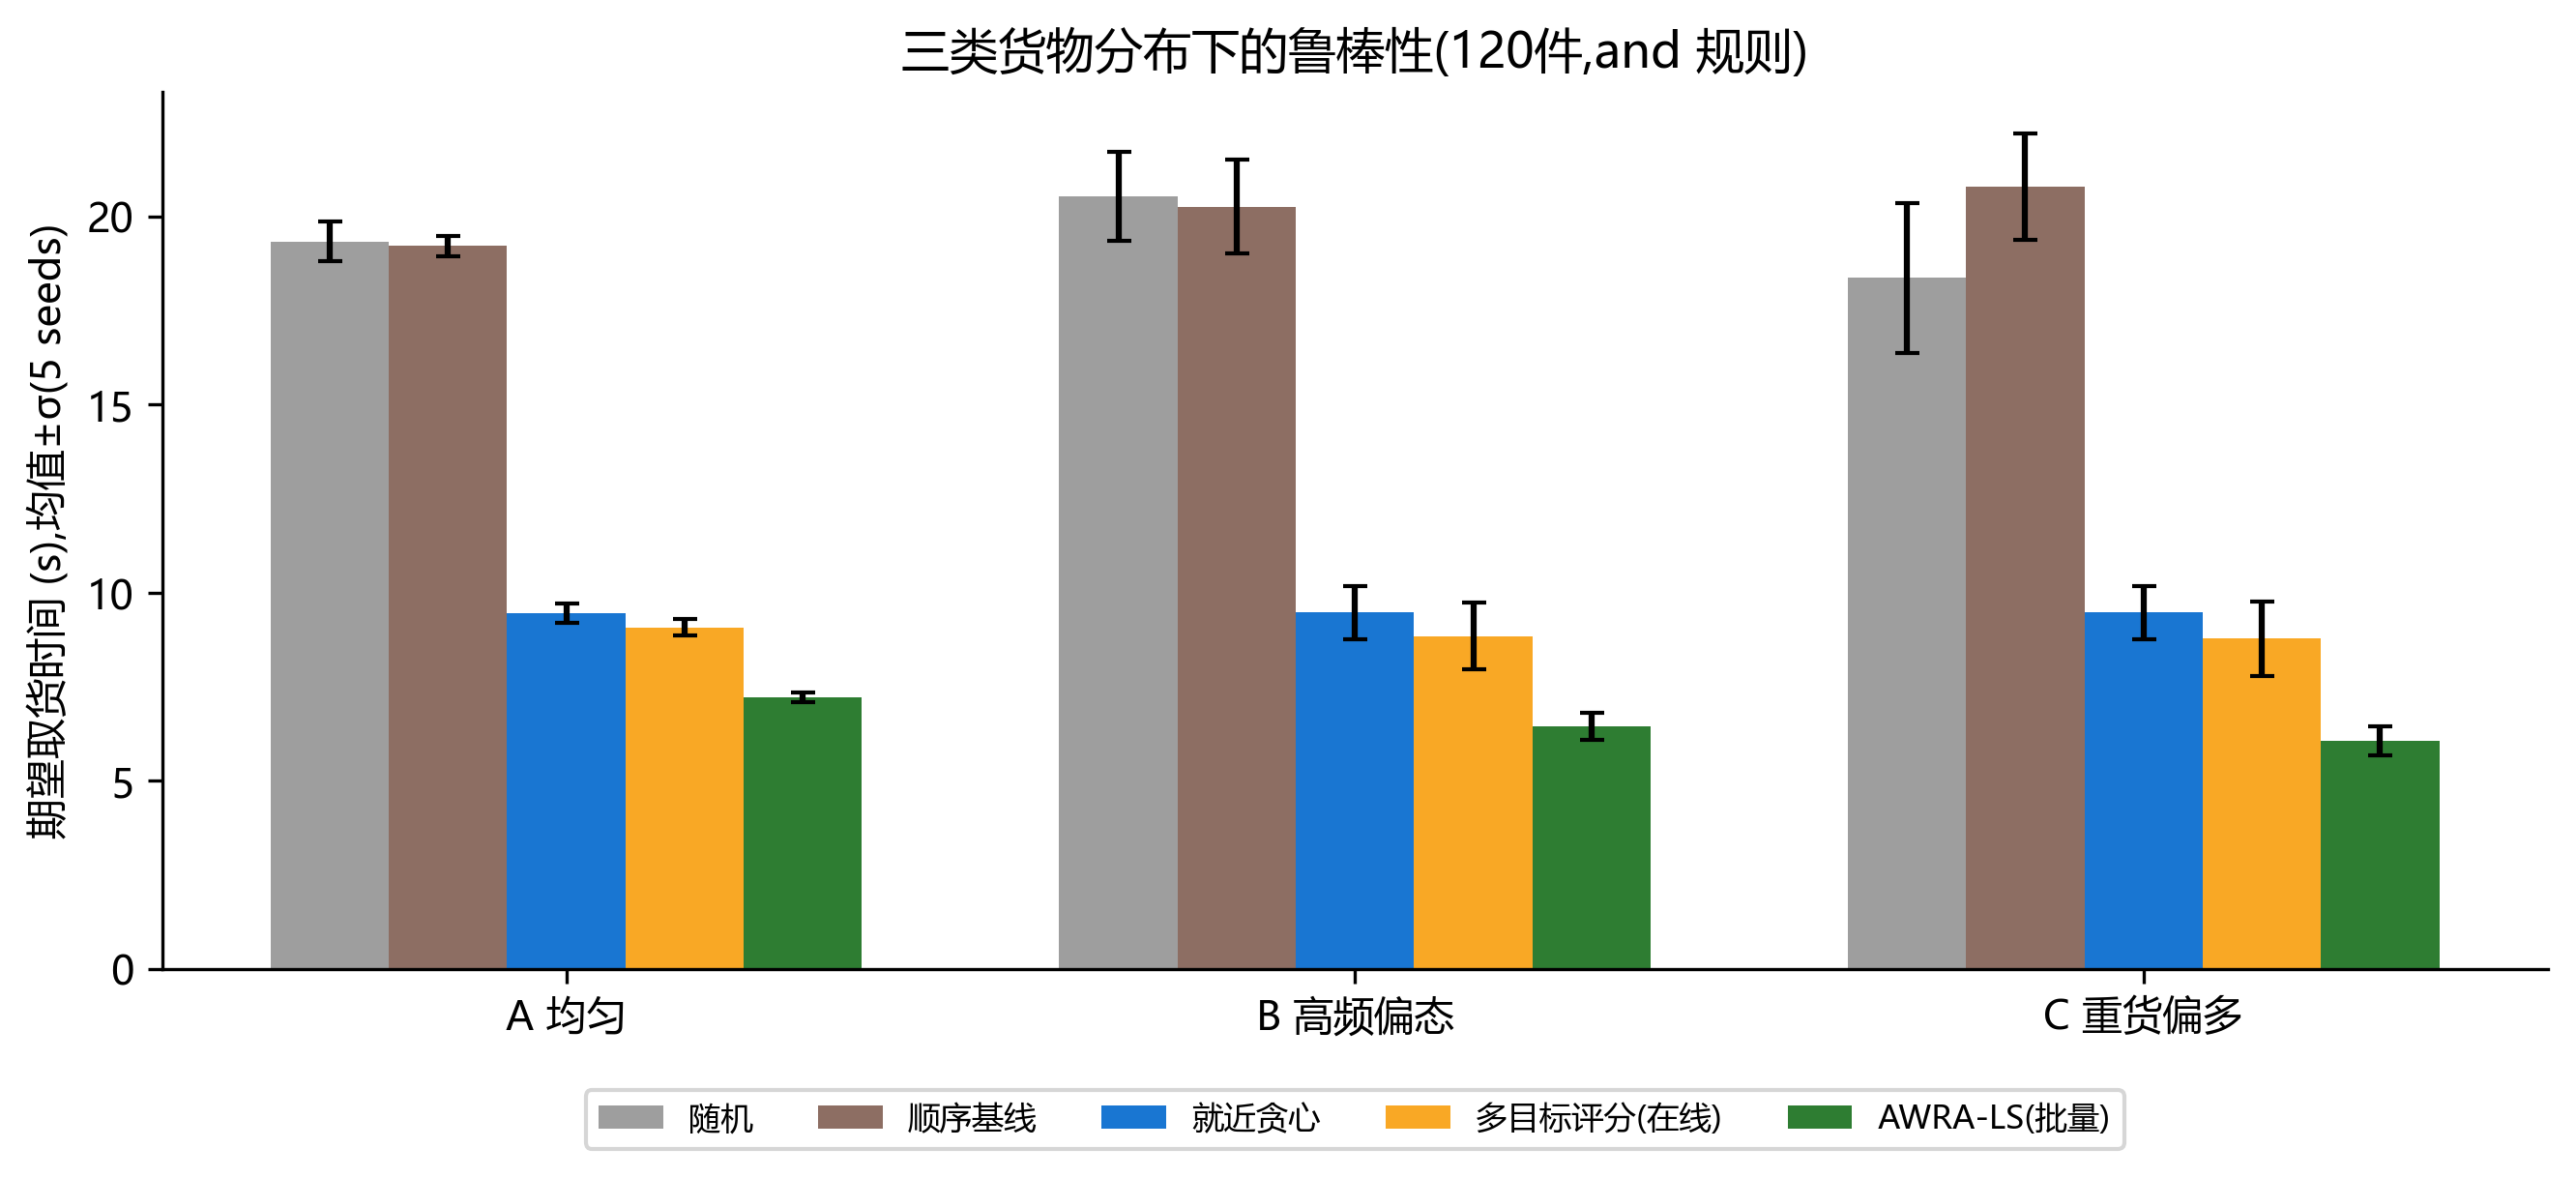 三类货物分布下的鲁棒性(120件,and 规则)
期望取货时间 (s),均值±σ(5 seeds)
20
15
10
5
0
A 均匀
B 高频偏态
C 重货偏多
随机
顺序基线
就近贪心
多目标评分(在线)
AWRA-LS(批量)